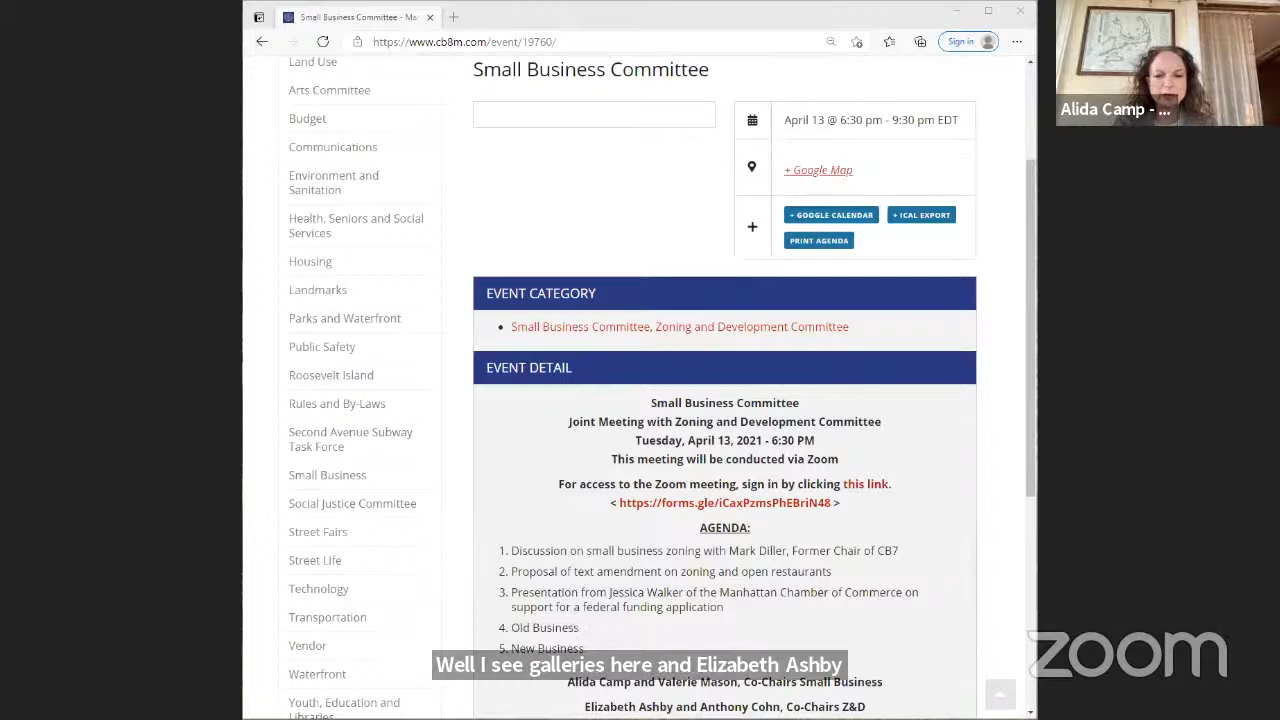 Small Business Committee - Ma
https://www.cb8m.com/event/19760/
Sign in
Land Use
Arts Committee
Budget
Communications
Environment and
Sanitation
Health, Seniors and Social
Services
Housing
Landmarks
Parks and Waterfront
Public Safety
Roosevelt Island
Rules and By-Laws
Second Avenue Subway
Task Force
Small Business
Social Justice Committee
Street Fairs
Street Life
Technology
Transportation
Vendor
Waterfront
Youth, Education and
Libraries
Small Business Committee
April 13 @ 6:30 pm - 9:30 pm EDT
+ Google Map
+ GOOGLE CALENDAR
+ ICAL EXPORT
PRINT AGENDA
EVENT CATEGORY
• Small Business Committee, Zoning and Development Committee
EVENT DETAIL
Small Business Committee
Joint Meeting with Zoning and Development Committee
Tuesday, April 13, 2021 - 6:30 PM
This meeting will be conducted via Zoom
For access to the Zoom meeting, sign in by clicking this link.
< https://forms.gle/iCaxPzmsPhEBriN48 >
AGENDA:
1. Discussion on small business zoning with Mark Diller, Former Chair of CB7
2. Proposal of text amendment on zoning and open restaurants
3. Presentation from Jessica Walker of the Manhattan Chamber of Commerce on
support for a federal funding application
4. Old Business
5. New Business
Well I see galleries here and Elizabeth Ashby
Alida Camp and Valerie Mason, Co-Chairs Small Business
Elizabeth Ashby and Anthony Cohn, Co-Chairs Z&D
Alida Camp - ...
zoom